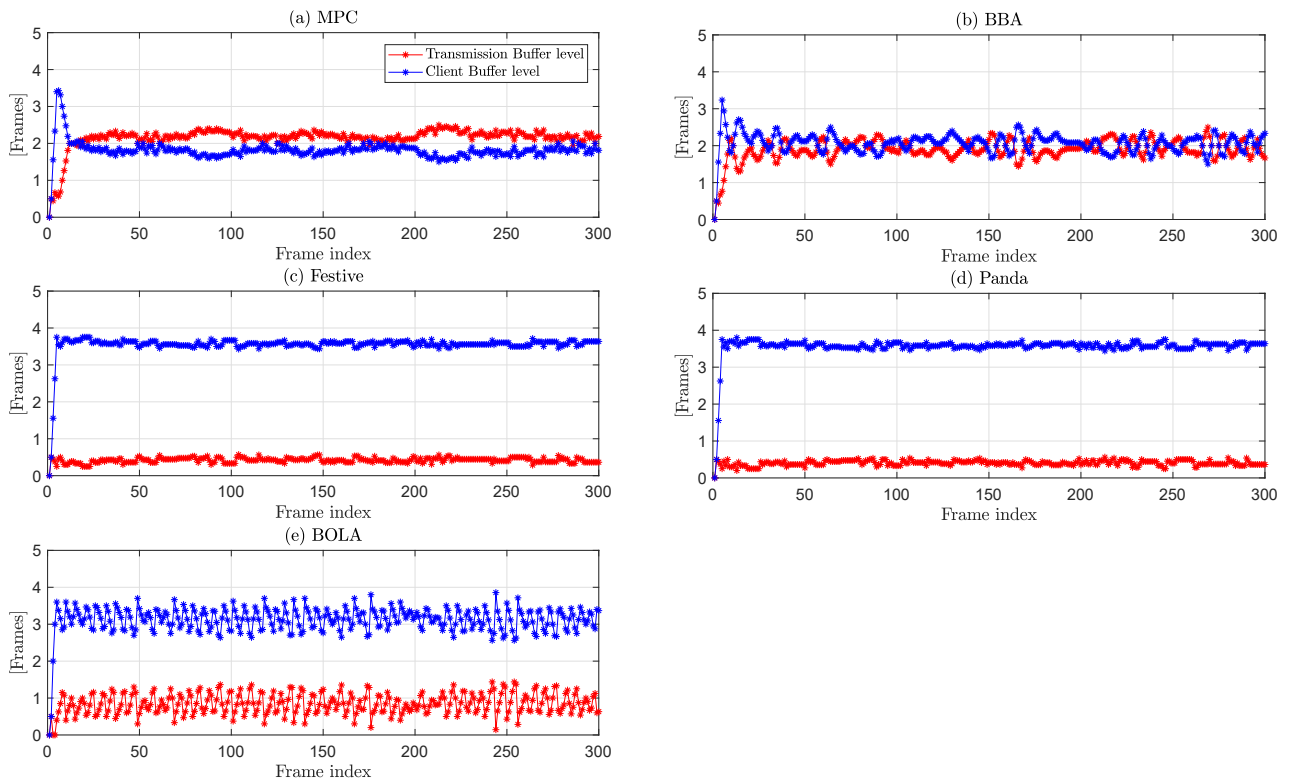 (a) MPC
5
4
3
2
1
0
[Frames]
Transmission Buffer level
Client Buffer level
0 50 100 150 200 250 300
Frame index
(b) BBA
5
4
3
2
1
0
[Frames]
0 50 100 150 200 250 300
Frame index
(c) Festive
5
4
3
2
1
0
[Frames]
0 50 100 150 200 250 300
Frame index
(d) Panda
5
4
3
2
1
0
[Frames]
0 50 100 150 200 250 300
Frame index
(e) BOLA
5
4
3
2
1
0
[Frames]
0 50 100 150 200 250 300
Frame index